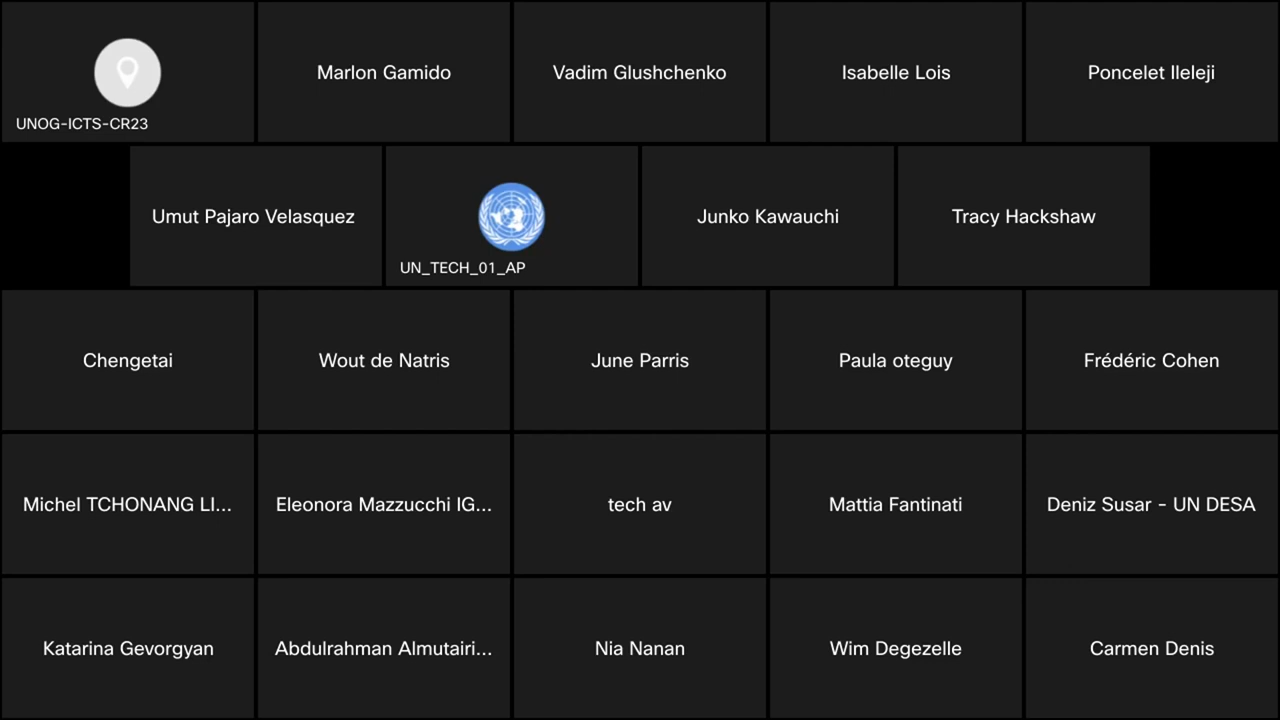 UNOG-ICTS-CR23
Marlon Gamido
Vadim Glushchenko
Isabelle Lois
Poncelet Ileleji
Umut Pajaro Velasquez
UN_TECH_01_AP
Junko Kawauchi
Tracy Hackshaw
Chengetai
Wout de Natris
June Parris
Paula oteguy
Frédéric Cohen
Michel TCHONANG LI...
Eleonora Mazzucchi IG...
tech av
Mattia Fantinati
Deniz Susar - UN DESA
Katarina Gevorgyan
Abdulrahman Almutairi...
Nia Nanan
Wim Degezelle
Carmen Denis